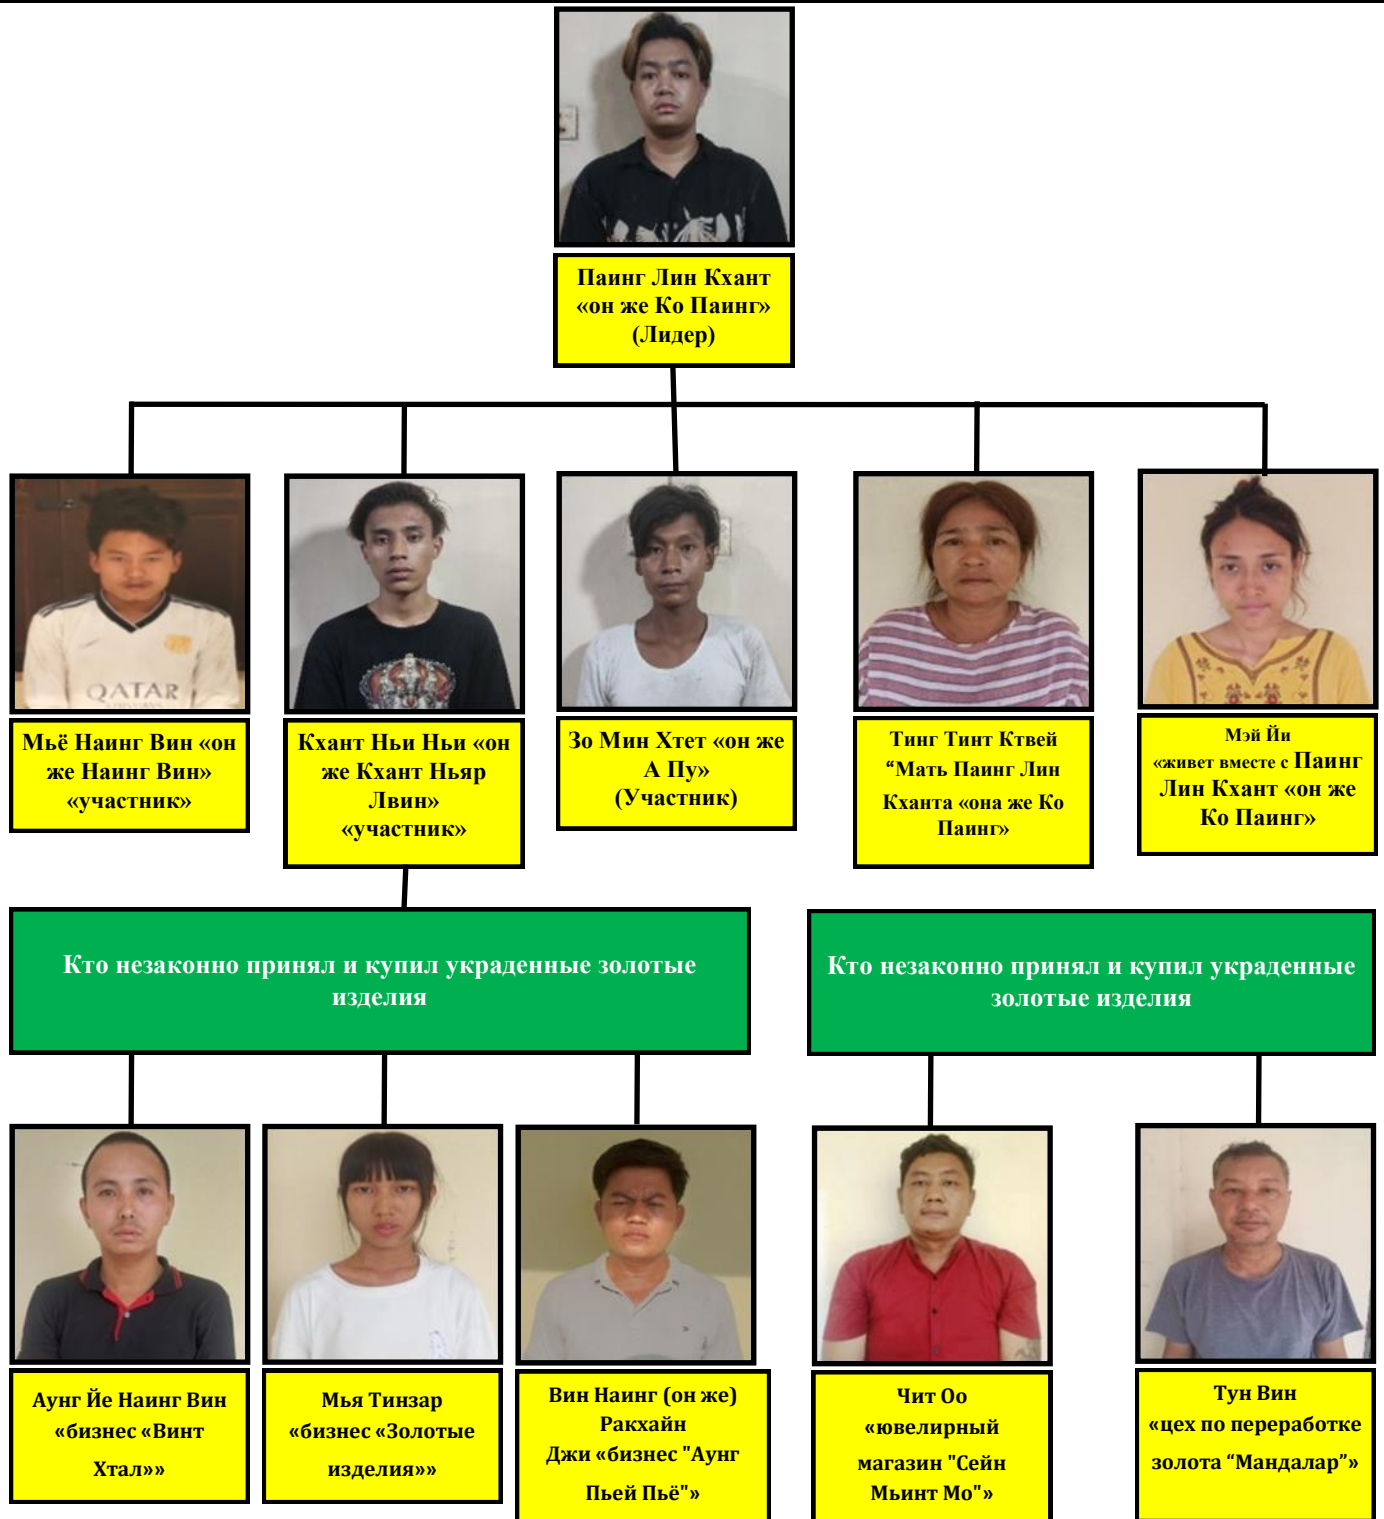 Паинг Лин Кхант
«он же Ко Паинг»
(Лидер)
QATAR
Мьё Наинг Вин «он
же Наинг Вин»
«участник»
Кхант Ньи Ньи «он
же Кхант Ньяр
Лвин»
«участник»
Зо Мин Хтет «он же
А Пу»
(Участник)
Тинг Тинт Ктвей
“Мать Паинг Лин
Кханта «она же Ко
Паинг»
Мэй Йи
«живет вместе с Паинг
Лин Кхант «он же
Ко Паинг»
Кто незаконно принял и купил украденные золотые
изделия
Кто незаконно принял и купил украденные
золотые изделия
Аунг Йе Наинг Вин
«бизнес «Винт
Хтал»»
Мья Тинзар
«бизнес «Золотые
изделия»»
Вин Наинг (он же)
Ракхайн
Джи «бизнес "Аунг
Пьей Пьё"»
Чит Оо
«ювелирный
магазин "Сейн
Мьинт Мо"»
Тун Вин
«цех по переработке
золота “Мандалар”»